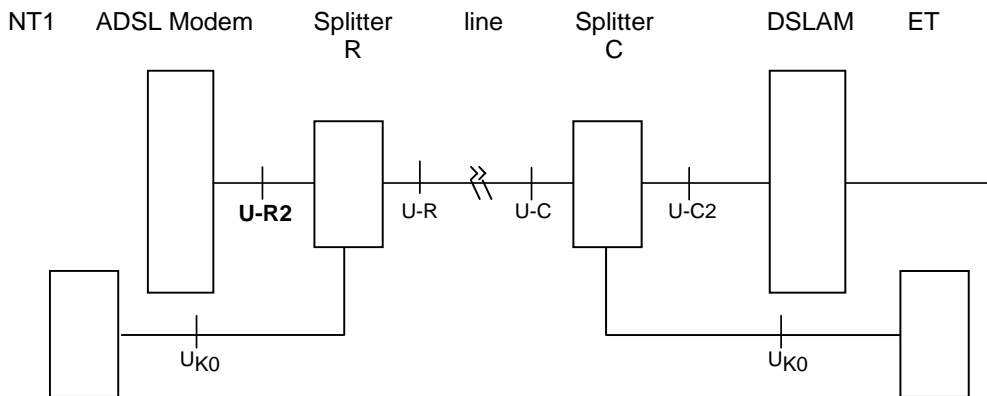 NT1 ADSL Modem Splitter R line Splitter C DSLAM ET
U-R2 U-R U-C U-C2
UK0 UK0